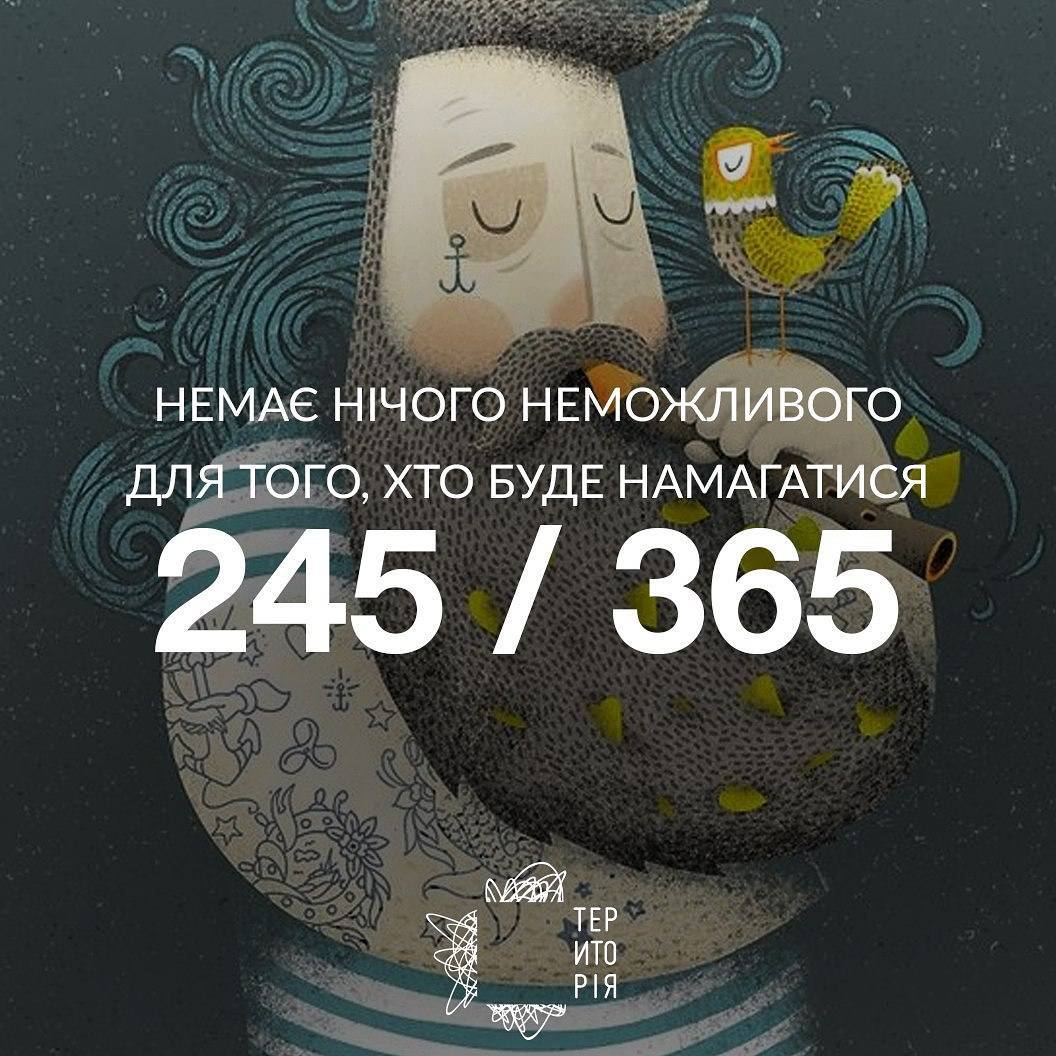 НЕМАЄ НІЧОГО НЕМОЖЛИВОГО
ДЛЯ ТОГО, ХТО БУДЕ НАМАГАТИСЯ
245 / 365
ТЕР
ИТО
РІЯ